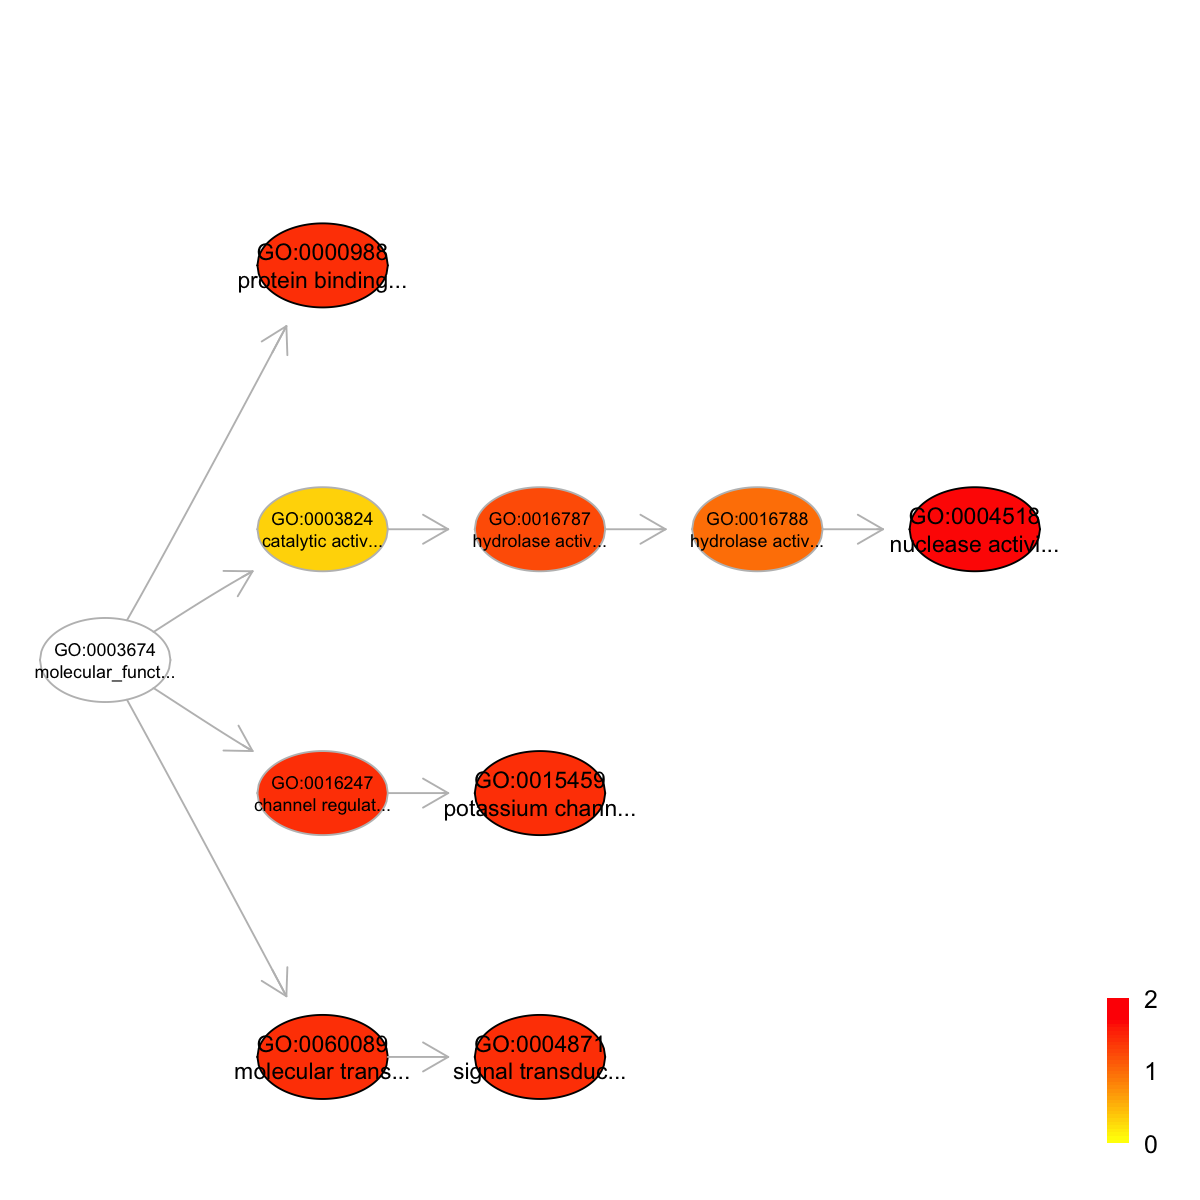 GO:0000988
protein binding...
GO:0003824
catalytic activ...
GO:0016787
hydrolase activ...
GO:0016788
hydrolase activ...
GO:0004518
nuclease activi...
GO:0003674
molecular_funct...
GO:0016247
channel regulat...
GO:0015459
potassium chann...
GO:0060089
molecular trans...
GO:0004871
signal transduc...
2
1
0